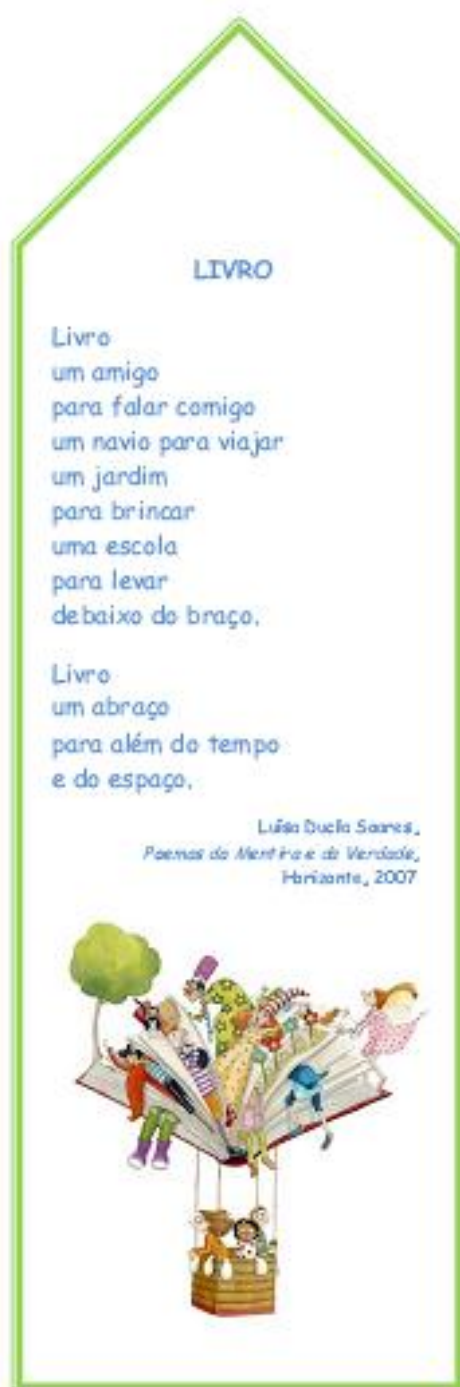 LIVRO
Livro
um amigo
para falar comigo
um navio para viajar
um jardim
para brincar
uma escola
para levar
debaixo do braço.
Livro
um abraço
para além do tempo
e do espaço.
Luísa Ducla Soares,
Poemas da Mentira e da Verdade,
Horizonte, 2007